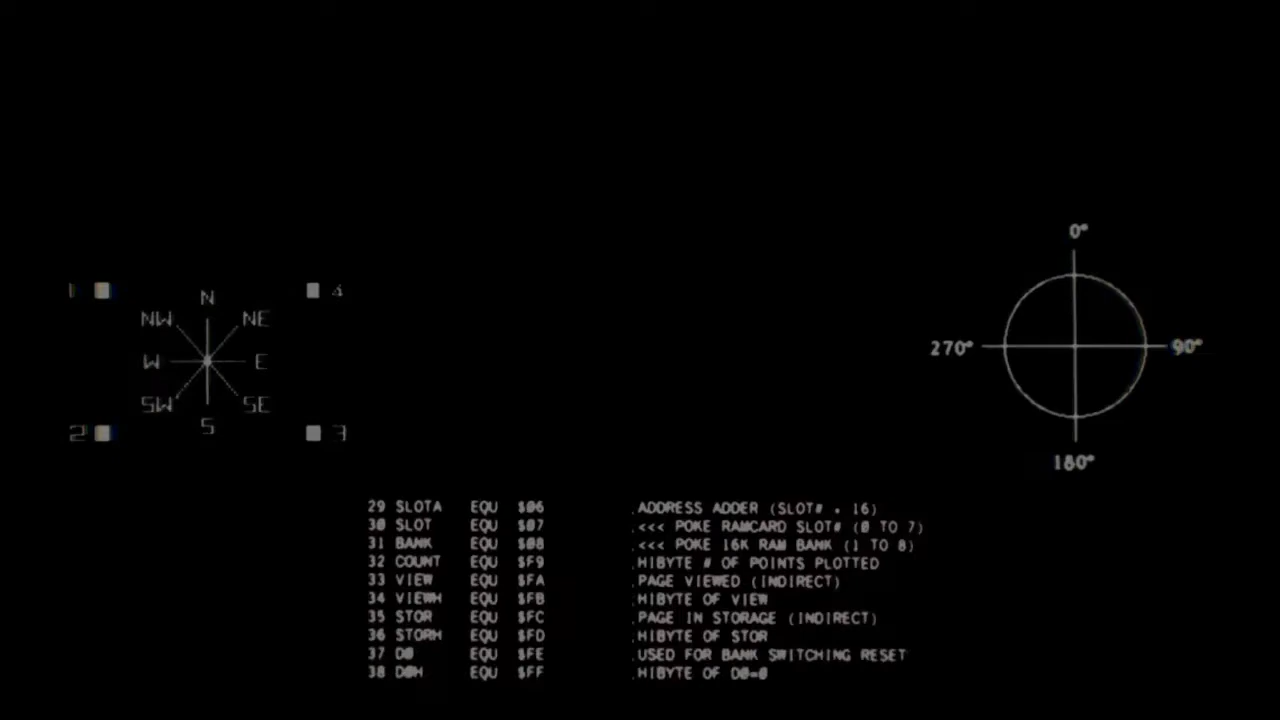 0°
1
4
N
NW
NE
W
E
270°
90°
SW
SE
S
2
3
180°
29 SLOTA EQU $06 ;ADDRESS ADDER (SLOT# * 16)
30 SLOT EQU $07 ;<<< POKE RAMCARD SLOT# (0 TO 7)
31 BANK EQU $08 ;<<< POKE 16K RAM BANK (1 TO 8)
32 COUNT EQU $F9 ;HIBYTE # OF POINTS PLOTTED
33 VIEW EQU $FA ;PAGE VIEWED (INDIRECT)
34 VIEWH EQU $FB ;HIBYTE OF VIEW
35 STOR EQU $FC ;PAGE IN STORAGE (INDIRECT)
36 STORH EQU $FD ;HIBYTE OF STOR
37 D0 EQU $FE ;USED FOR BANK SWITCHING RESET
38 D0H EQU $FF ;HIBYTE OF D0=0